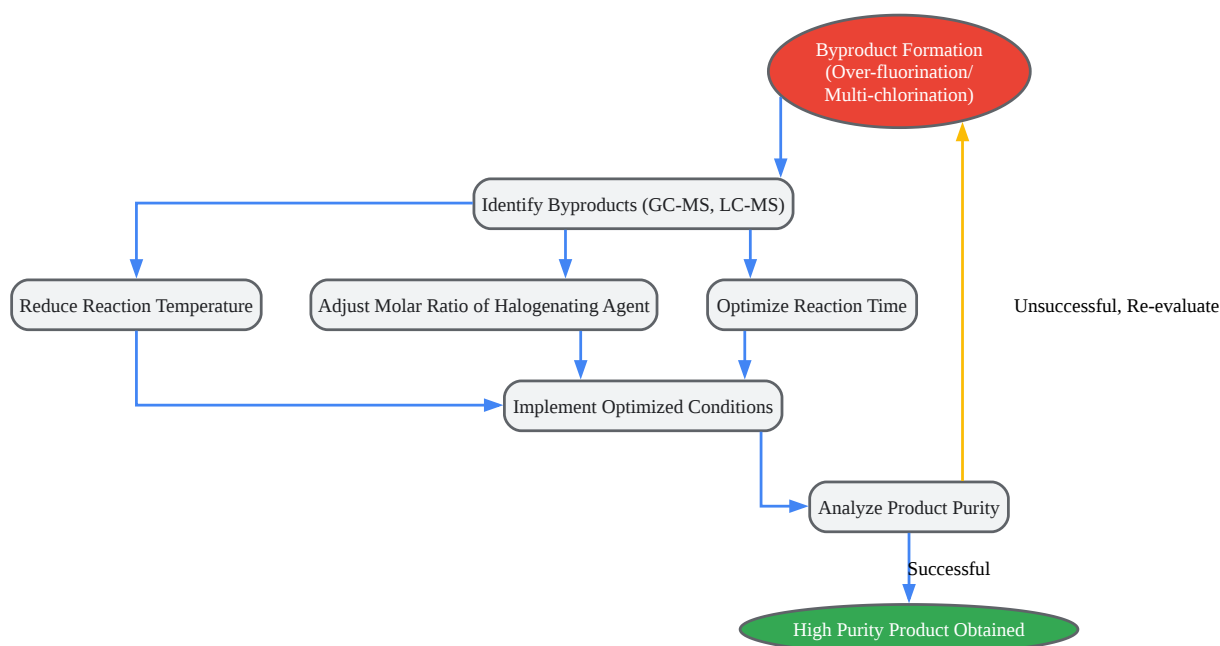 Byproduct Formation
(Over-fluorination/
Multi-chlorination)
Identify Byproducts (GC-MS, LC-MS)
Reduce Reaction Temperature
Adjust Molar Ratio of Halogenating Agent
Optimize Reaction Time
Unsuccessful, Re-evaluate
Implement Optimized Conditions
Analyze Product Purity
Successful
High Purity Product Obtained